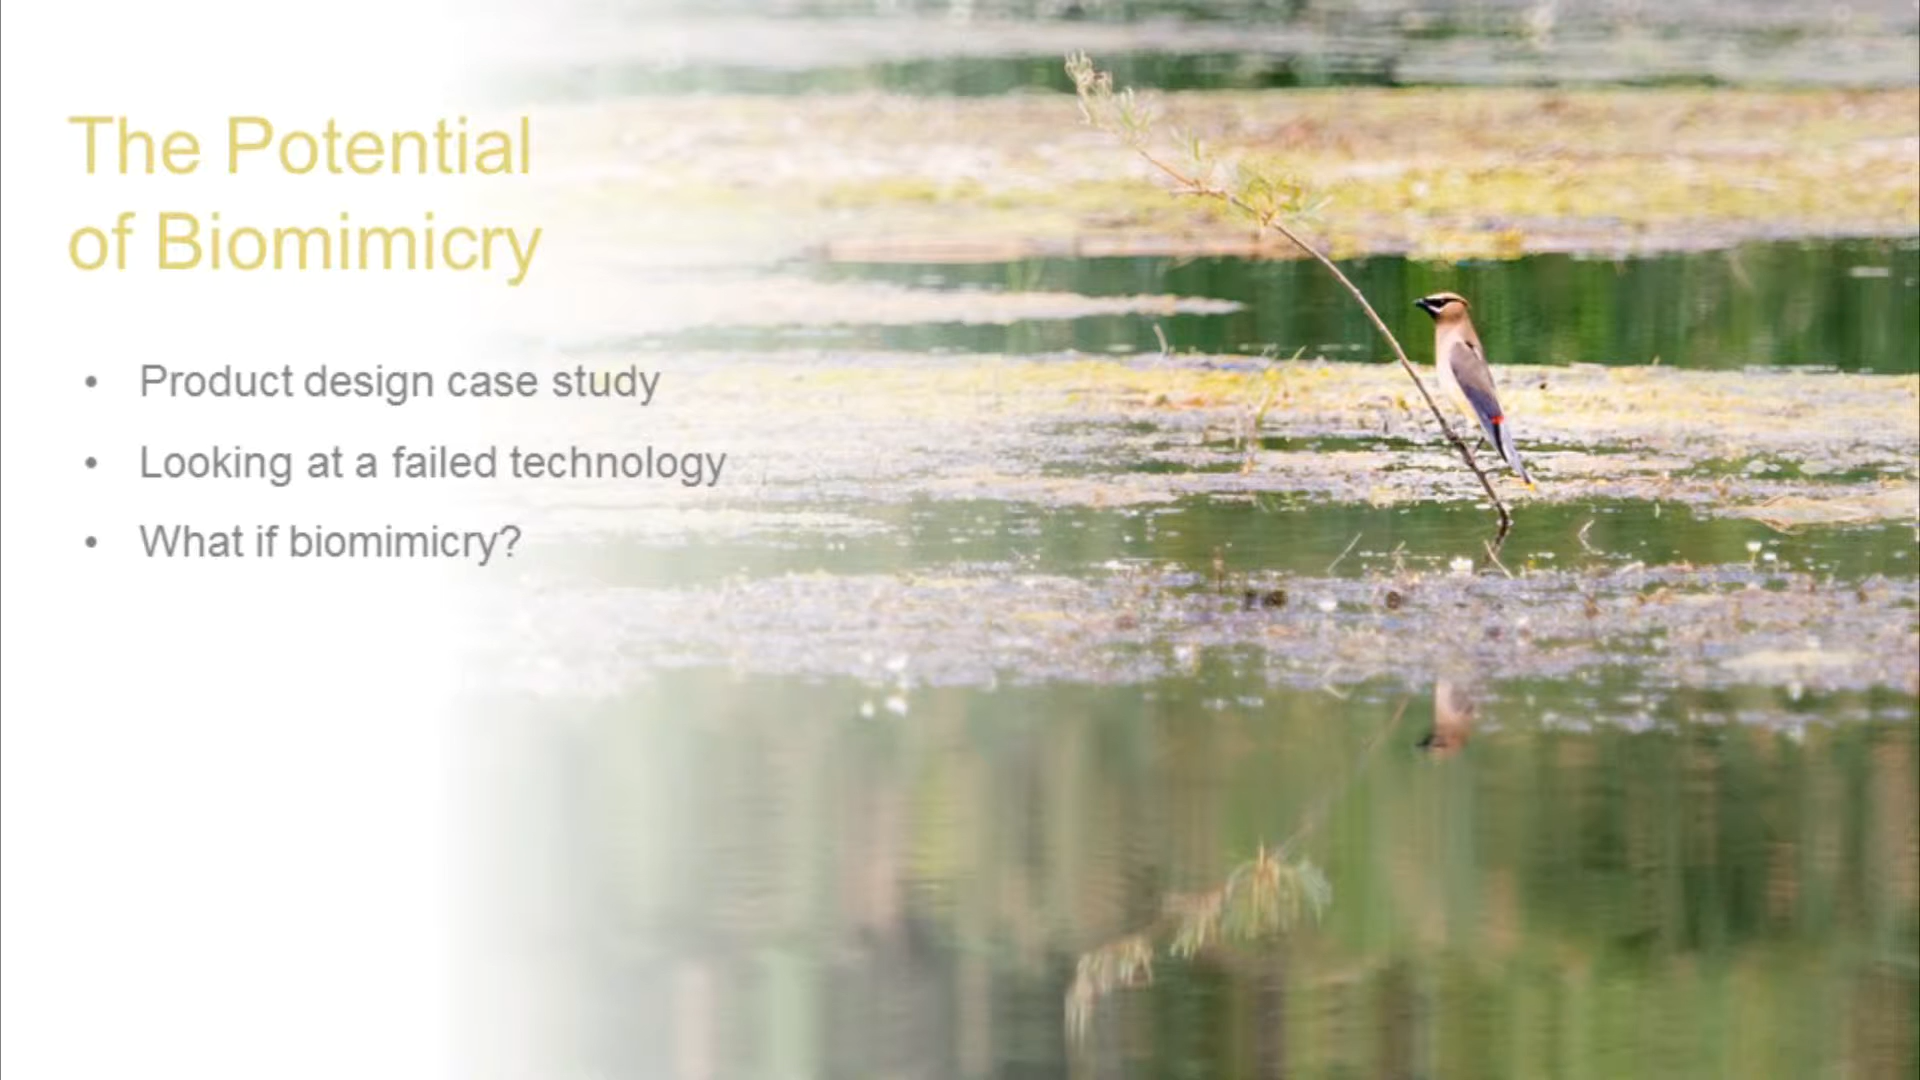 The Potential
of Biomimicry
• Product design case study
• Looking at a failed technology
• What if biomimicry?